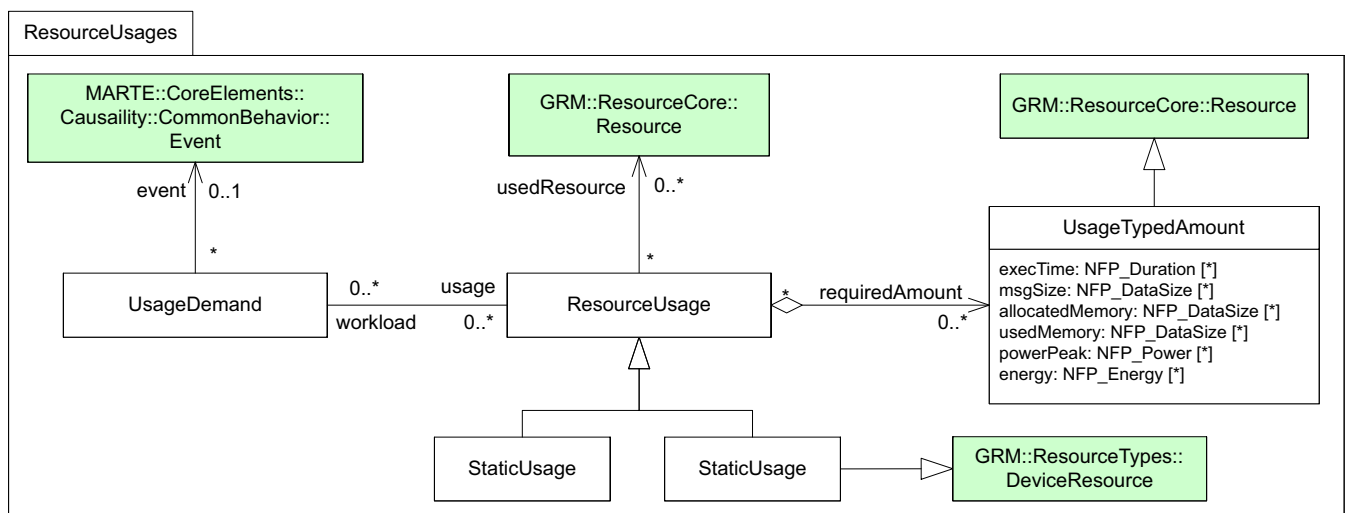 ResourceUsages
MARTE::CoreElements::
Causaility::CommonBehavior::
Event
GRM::ResourceCore::
Resource
GRM::ResourceCore::Resource
event
0..1
*
usedResource
0..*
*
UsageTypedAmount
execTime: NFP_Duration [*]
msgSize: NFP_DataSize [*]
allocatedMemory: NFP_DataSize [*]
usedMemory: NFP_DataSize [*]
powerPeak: NFP_Power [*]
energy: NFP_Energy [*]
UsageDemand
0..*
workload
usage
0..*
ResourceUsage
*
requiredAmount
0..*
StaticUsage
StaticUsage
GRM::ResourceTypes::
DeviceResource